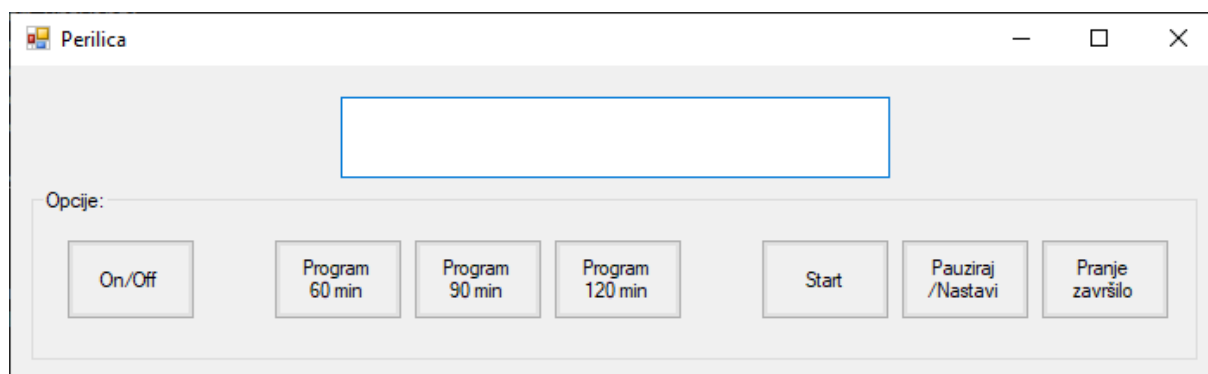 Perilica
Opcije:
On/Off
Program
60 min
Program
90 min
Program
120 min
Start
Pauziraj
/Nastavi
Pranje
završilo